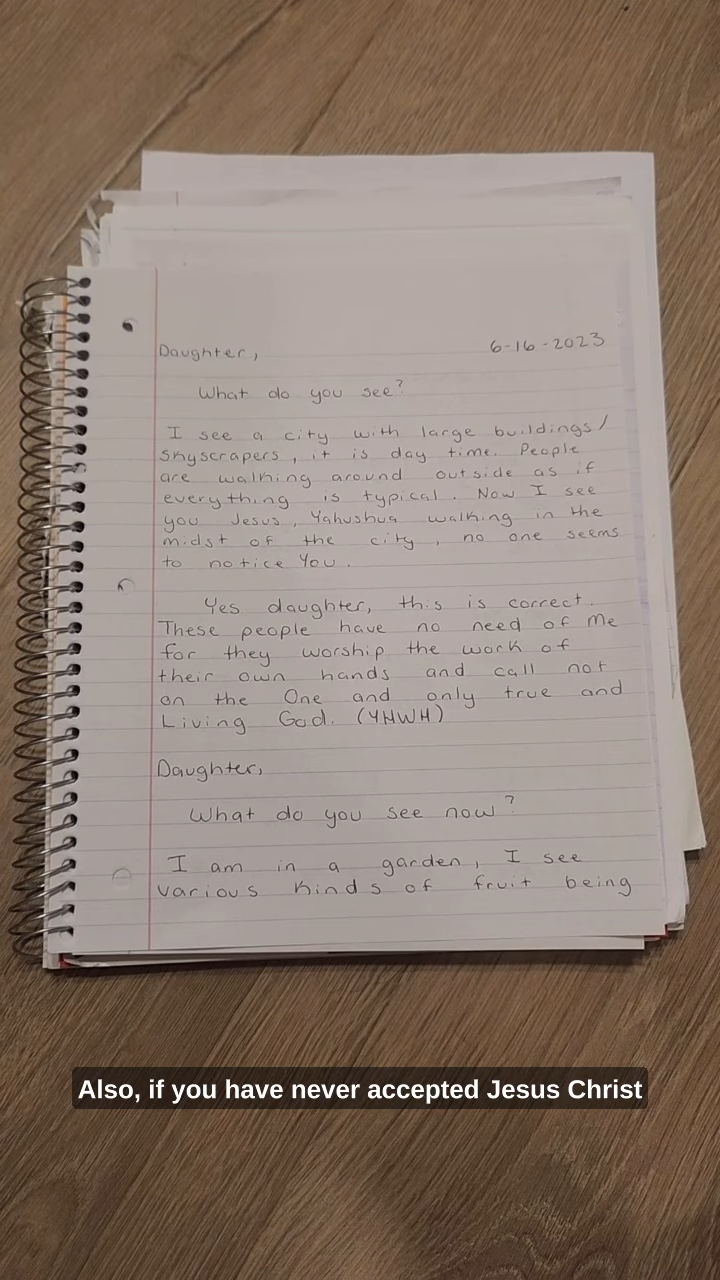 Daughter, 6-16-2023
What do you see?
I see a city with large buildings/
skyscrapers, it is day time. People
are walking around outside as if
everything is typical. Now I see
you Jesus, Yahushua walking in the
midst of the city, no one seems
to notice You.
Yes daughter, this is correct.
These people have no need of Me
for they worship the work of
their own hands and call not
on the One and only true and
Living God. (YHWH)
Daughter,
What do you see now?
I am in a garden, I see
various kinds of fruit being
Also, if you have never accepted Jesus Christ